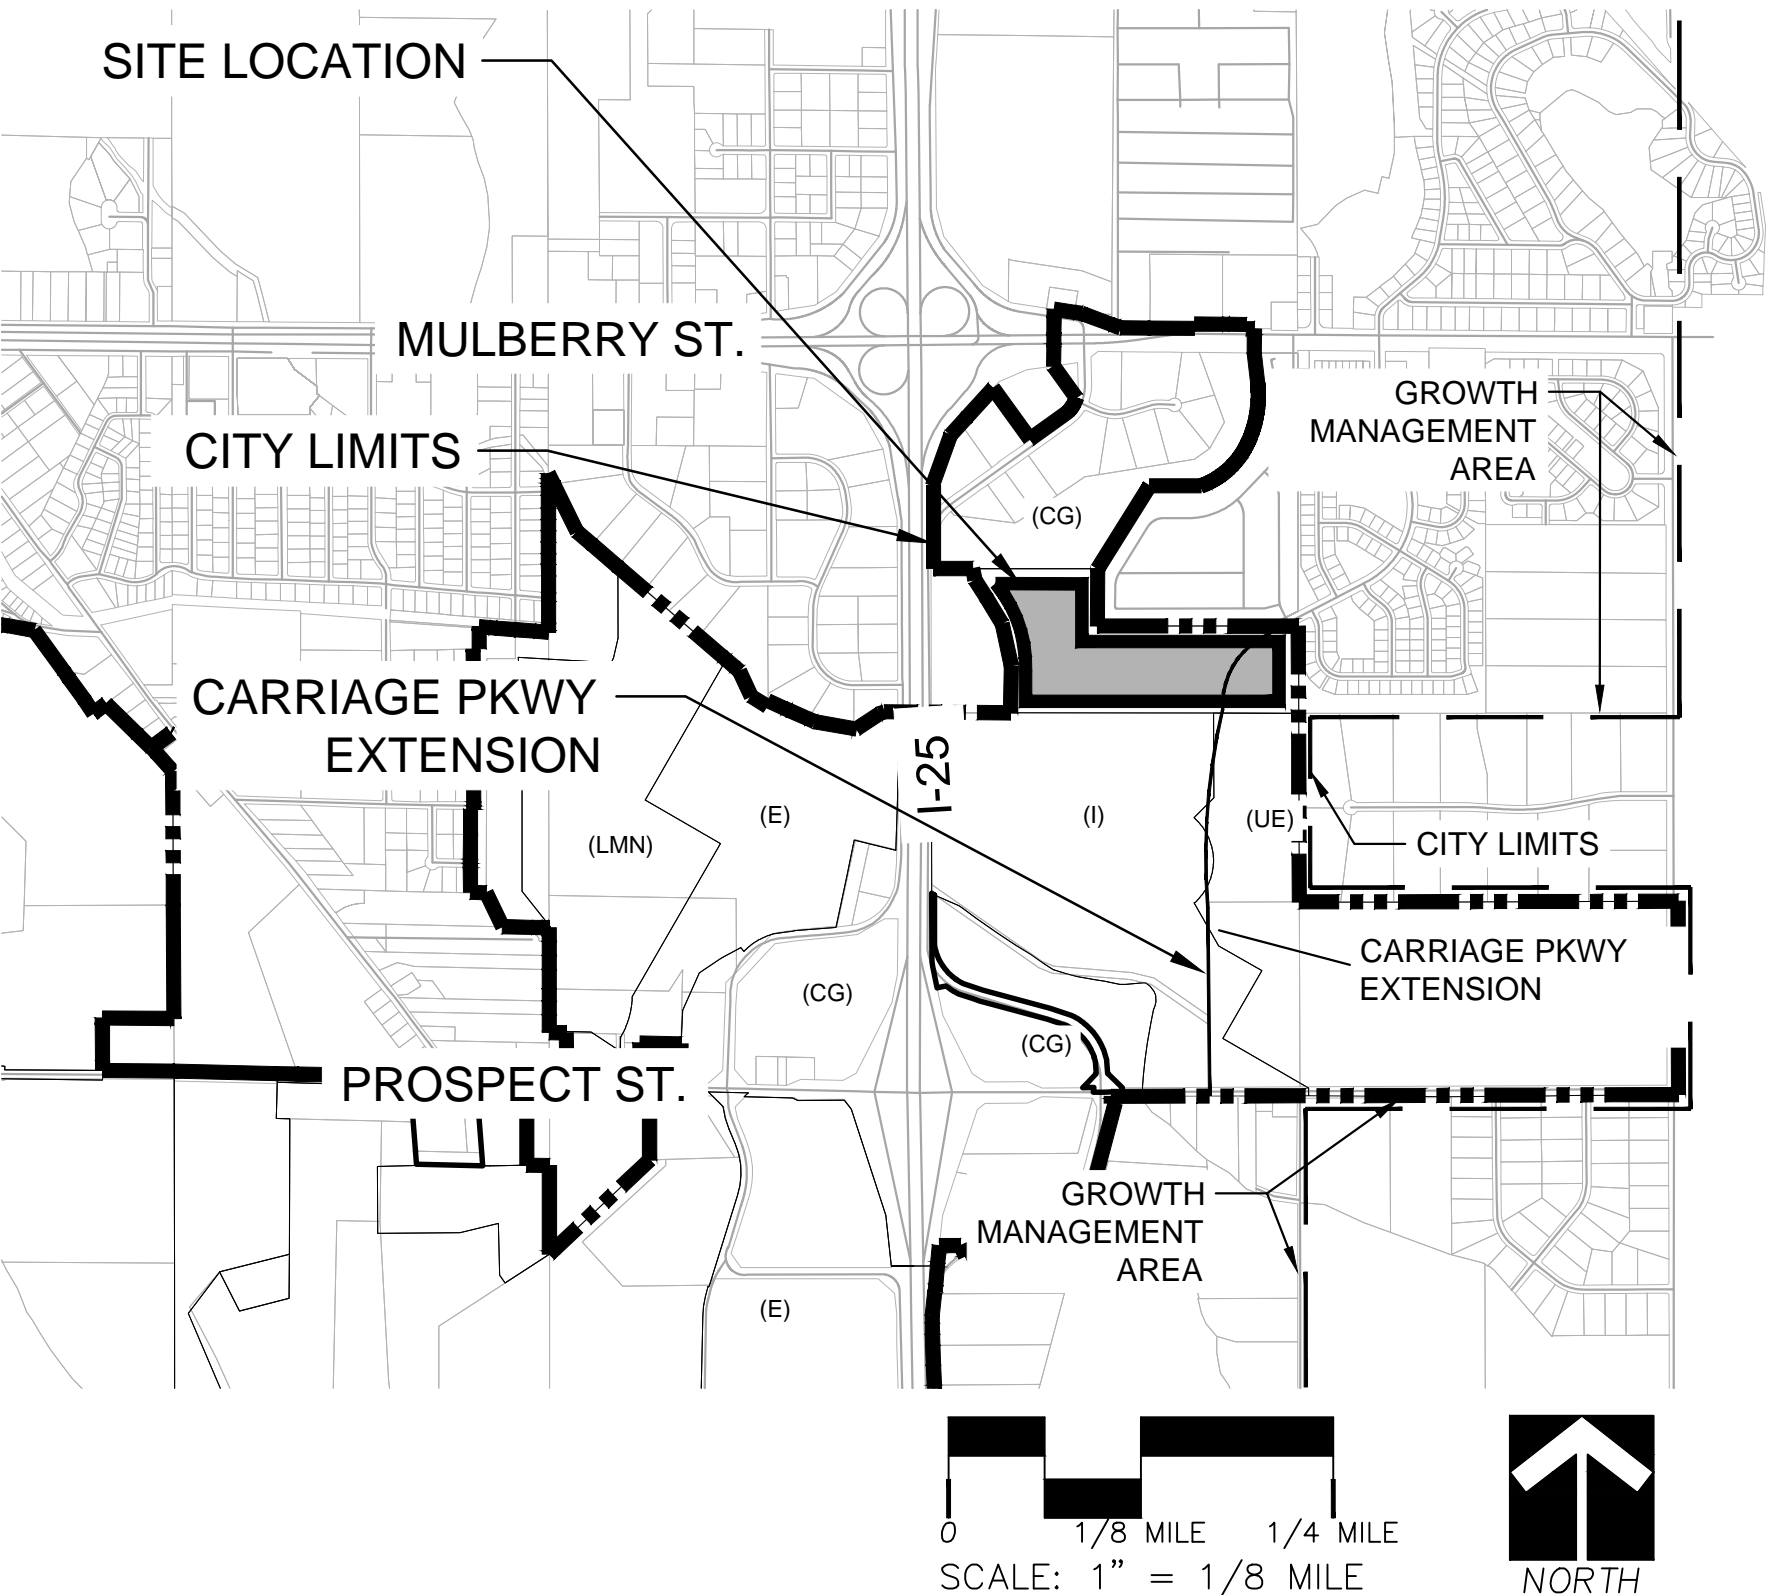 SITE LOCATION
MULBERRY ST.
GROWTH
MANAGEMENT
AREA
CITY LIMITS
(CG)
CARRIAGE PKWY
EXTENSION
I-25
(E)
(I)
(UE)
(LMN)
CITY LIMITS
CARRIAGE PKWY
EXTENSION
(CG)
(CG)
PROSPECT ST.
GROWTH
MANAGEMENT
AREA
(E)
0 1/8 MILE 1/4 MILE
SCALE: 1" = 1/8 MILE
NORTH